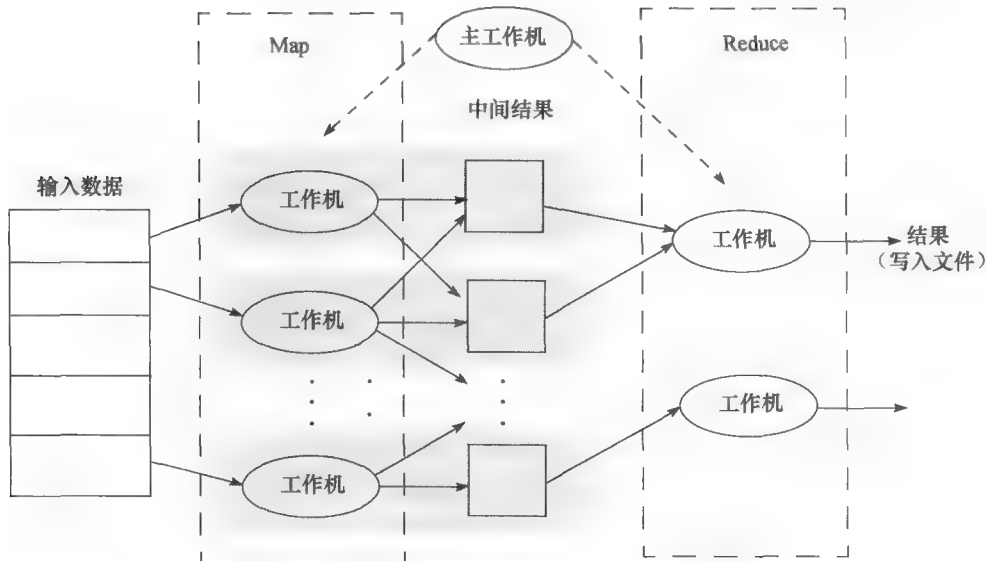 Map
主工作机
Reduce
中间结果
输入数据
工作机
工作机
工作机
工作机
工作机
结果
(写入文件)